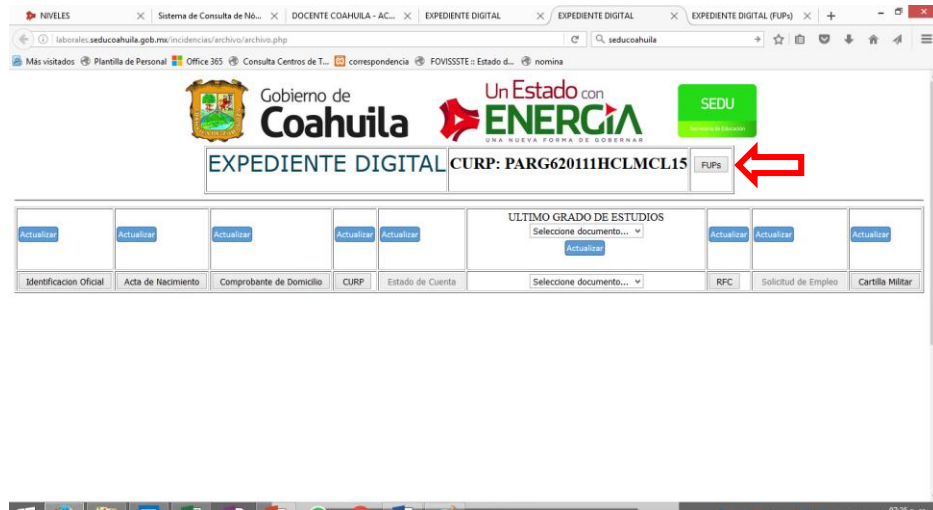 NIVELES
Sistema de Consulta de Nó...
DOCENTE COAHUILA - AC...
EXPEDIENTE DIGITAL
EXPEDIENTE DIGITAL
EXPEDIENTE DIGITAL (FUPs)
laborales.seducoahuila.gob.mx/incidencias/archivo/archivo.php
seducoahuila
Más visitados
Plantilla de Personal
Office 365
Consulta Centros de T...
correspondencia
FOVISSSTE :: Estado d...
nomina
Gobierno de
Coahuila
Un Estado con
ENERGÍA
UNA NUEVA FORMA DE GOBERNAR
SEDU
Secretaría de Educación
EXPEDIENTE DIGITAL
CURP: PARG620111HCLMCL15
FUPs
ULTIMO GRADO DE ESTUDIOS
Seleccione documento...
Actualizar Actualizar Actualizar Actualizar Actualizar Actualizar Actualizar Actualizar Actualizar
Identificacion Oficial
Acta de Nacimiento
Comprobante de Domicilio
CURP
Estado de Cuenta
Seleccione documento...
RFC
Solicitud de Empleo
Cartilla Militar